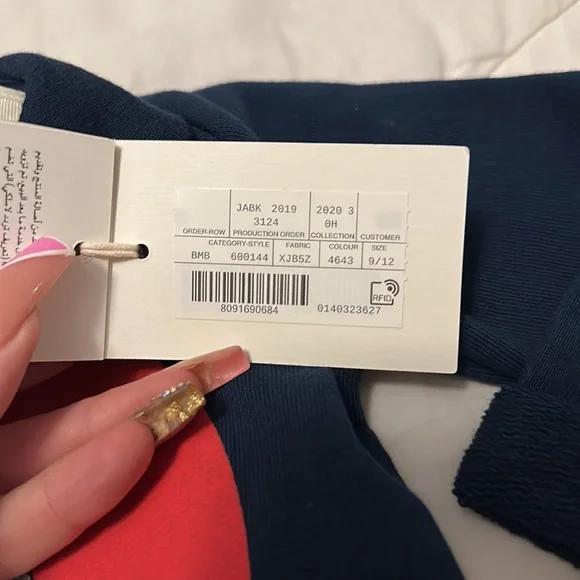 JABK 2019
2020 3
3124
0H
ORDER-ROW
PRODUCTION ORDER
COLLECTION
CUSTOMER
CATEGORY-STYLE
FABRIC
COLOUR
SIZE
BMB
600144
XJB5Z
4643
9/12
8091690684
0140323627
RFID